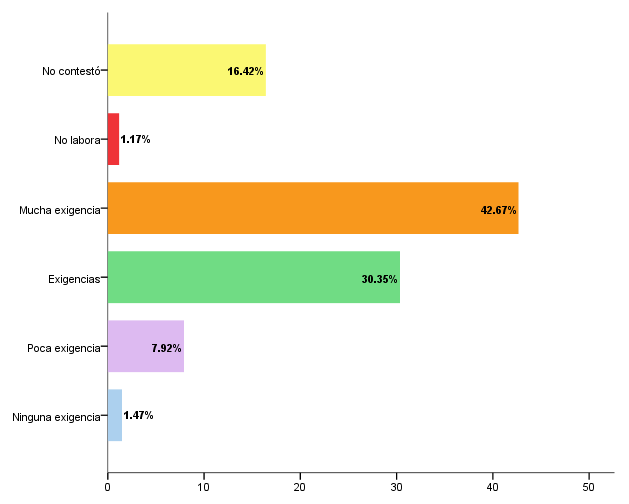 No contestó 16.42%
No labora 1.17%
Mucha exigencia 42.67%
Exigencias 30.35%
Poca exigencia 7.92%
Ninguna exigencia 1.47%
0 10 20 30 40 50